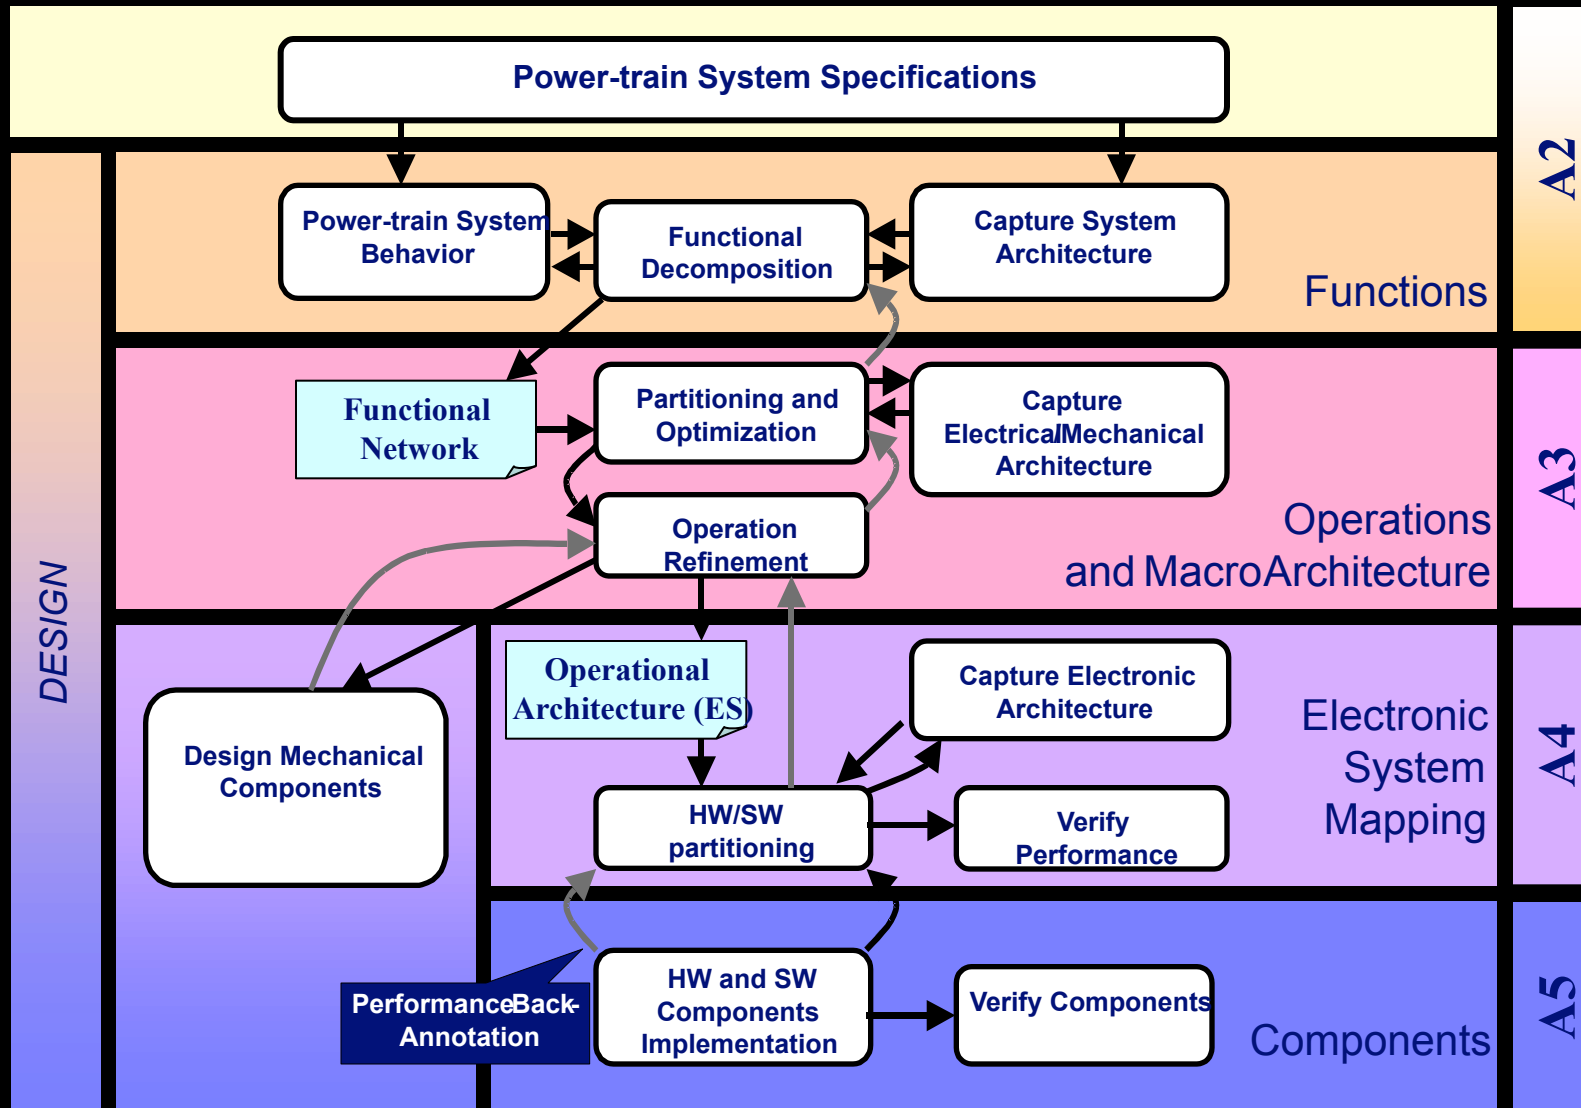 Power-train System Specifications
A2
Power-train System
Behavior
Functional
Decomposition
Capture System
Architecture
Functions
Functional
Network
Partitioning and
Optimization
Capture
Electrical/Mechanical
Architecture
A3
Operation
Refinement
Operations
and MacroArchitecture
DESIGN
Operational
Architecture (ES)
Capture Electronic
Architecture
Electronic
System
Mapping
A4
Design Mechanical
Components
HW/SW
partitioning
Verify
Performance
PerformanceBack-
Annotation
HW and SW
Components
Implementation
Verify Components
Components
A5